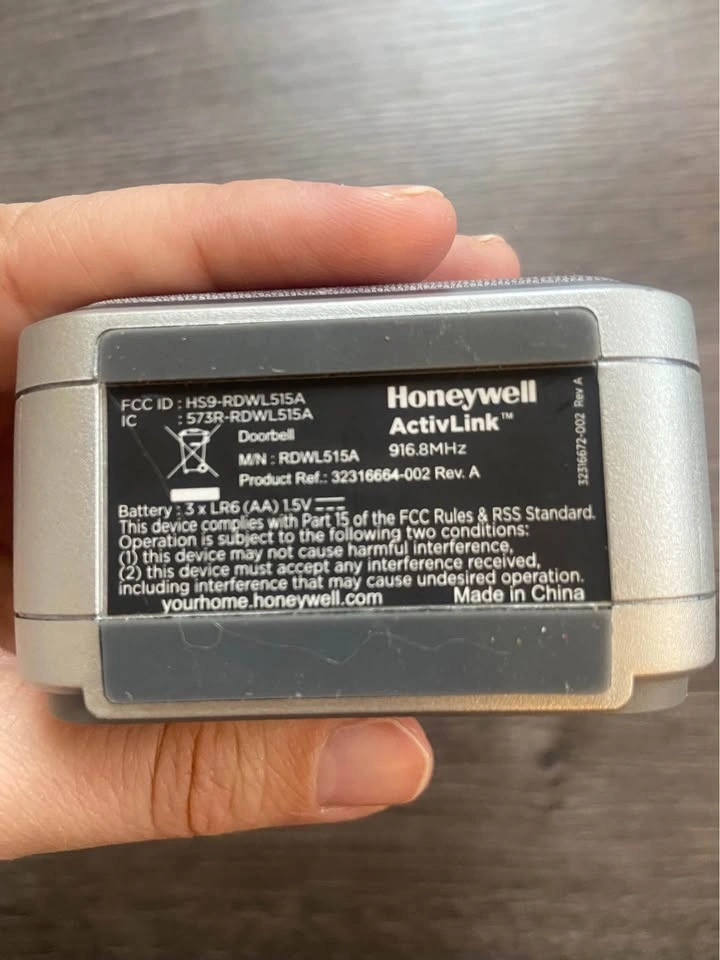 FCC ID : HS9-RDWL515A
IC : 573R-RDWL515A
Doorbell
M/N : RDWL515A
Product Ref.: 32316664-002 Rev. A
Honeywell
ActivLink™
916.8MHz
32316672-002 Rev A
Battery : 3 x LR6 (AA) 1.5V
This device complies with Part 15 of the FCC Rules & RSS Standard.
Operation is subject to the following two conditions:
(1) this device may not cause harmful interference,
(2) this device must accept any interference received,
including interference that may cause undesired operation.
yourhome.honeywell.com Made in China